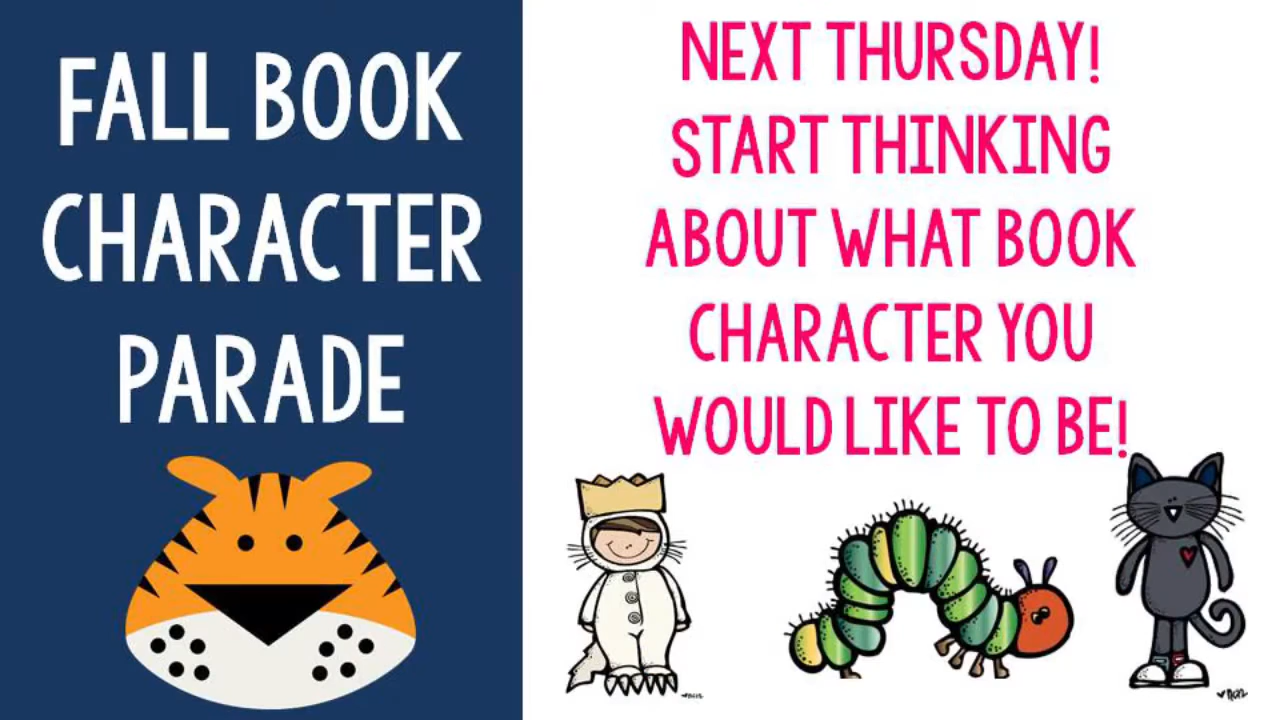 FALL BOOK
CHARACTER
PARADE
NEXT THURSDAY!
START THINKING
ABOUT WHAT BOOK
CHARACTER YOU
WOULD LIKE TO BE!